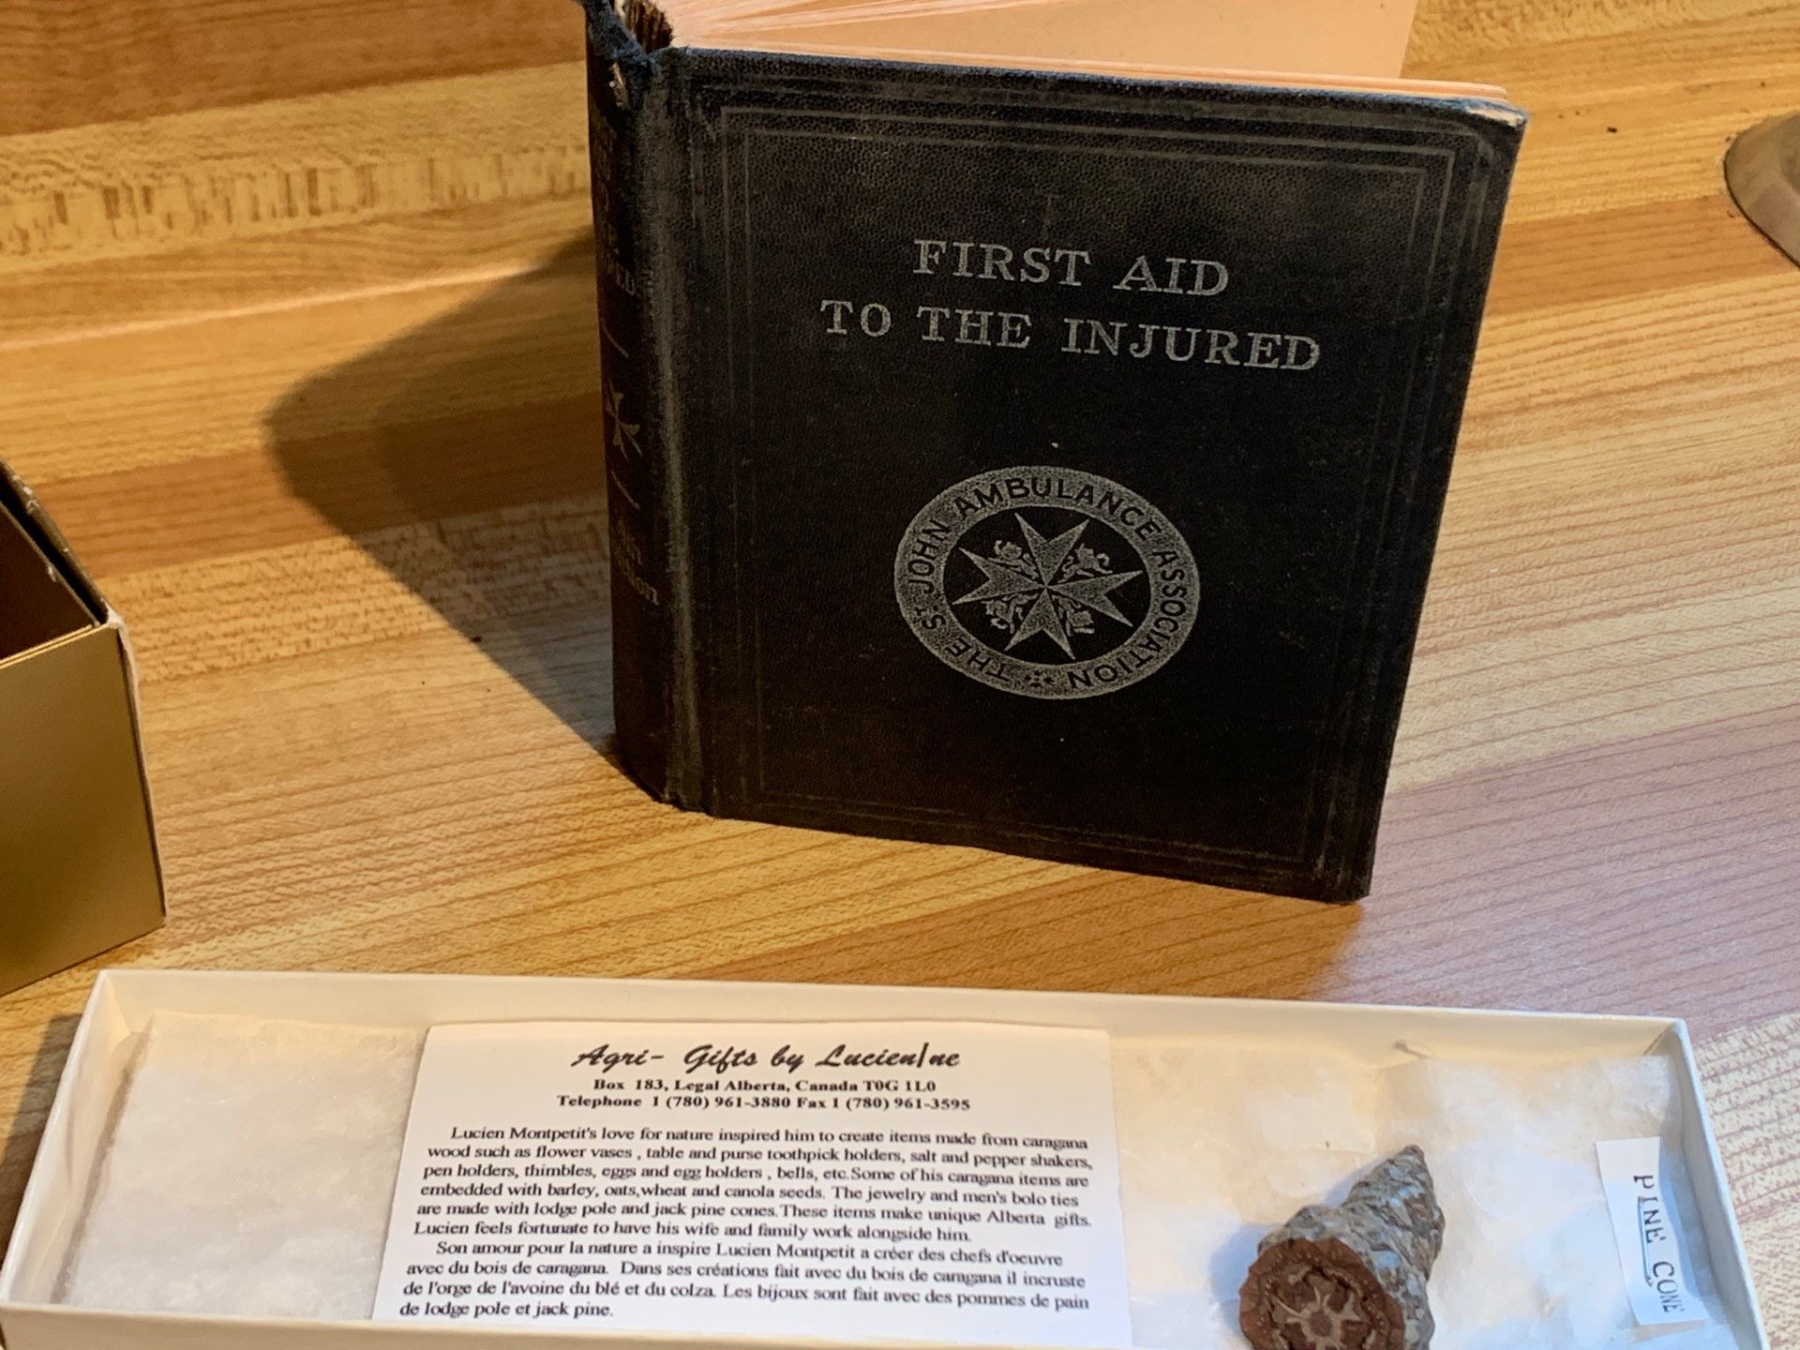 FIRST AID
TO THE INJURED
THE St JOHN AMBULANCE ASSOCIATION
Agri- Gifts by Lucien/ne
Box 183, Legal Alberta, Canada T0G 1L0
Telephone 1 (780) 961-3880 Fax 1 (780) 961-3595
Lucien Montpetit's love for nature inspired him to create items made from caragana
wood such as flower vases , table and purse toothpick holders, salt and pepper shakers,
pen holders, thimbles, eggs and egg holders , bells, etc.Some of his caragana items are
embedded with barley, oats,wheat and canola seeds. The jewelry and men's bolo ties
are made with lodge pole and jack pine cones.These items make unique Alberta gifts.
Lucien feels fortunate to have his wife and family work alongside him.
Son amour pour la nature a inspire Lucien Montpetit a créer des chefs d'oeuvre
avec du bois de caragana. Dans ses créations fait avec du bois de caragana il incruste
de l'orge de l'avoine du blé et du colza. Les bijoux sont fait avec des pommes de pain
de lodge pole et jack pine.
PINE CONE